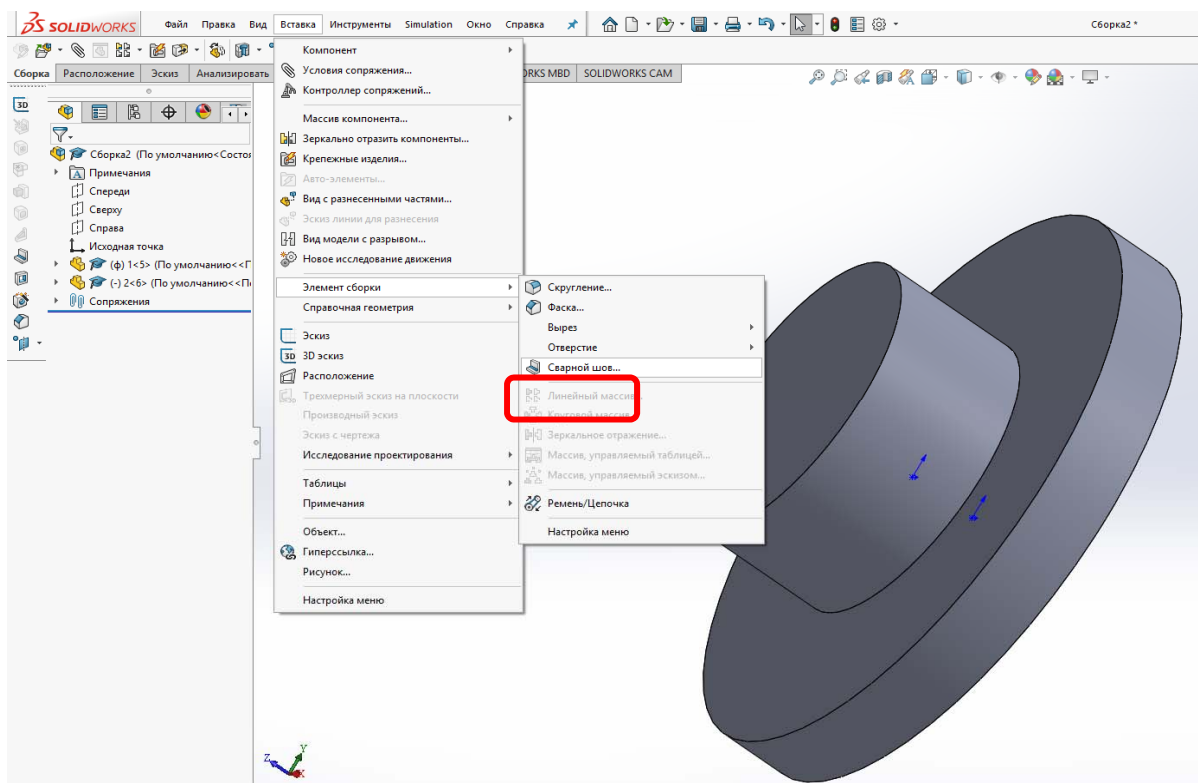 SOLIDWORKS Файл Правка Вид Вставка Инструменты Simulation Окно Справка Сборка2 *
Сборка Расположение Эскиз Анализировать RKS MBD SOLIDWORKS CAM
Сборка2 (По умолчанию<Состоя
Примечания
Спереди
Сверху
Справа
Исходная точка
(ф) 1<5> (По умолчанию<<П
(-) 2<6> (По умолчанию<<По
Сопряжения
Компонент
Условия сопряжения...
Контроллер сопряжений...
Массив компонента...
Зеркально отразить компоненты...
Крепежные изделия...
Авто-элементы...
Вид с разнесенными частями...
Эскиз линии для разнесения
Вид модели с разрывом...
Новое исследование движения
Элемент сборки
Справочная геометрия
Эскиз
3D 3D эскиз
Расположение
Трехмерный эскиз на плоскости
Производный эскиз
Эскиз с чертежа
Исследование проектирования
Таблицы
Примечания
Объект...
Гиперссылка...
Рисунок...
Настройка меню
Скругление...
Фаска...
Вырез
Отверстие
Сварной шов...
Линейный массив...
Круговой массив
Зеркальное отражение...
Массив, управляемый таблицей...
Массив, управляемый эскизом...
Ремень/Цепочка
Настройка меню
3D
Y
Z
X